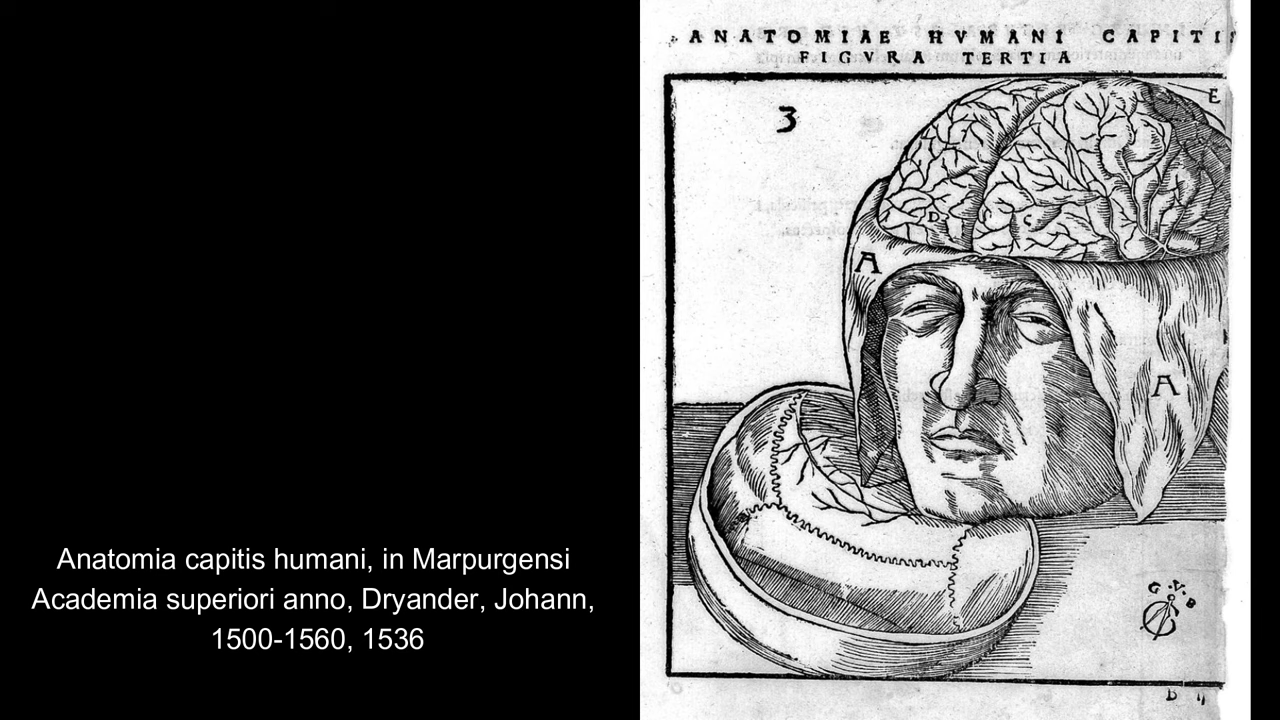 ANATOMIAE HVMANI CAPITIS
FIGVRA TERTIA
3
E
D
C
A
A
G V B
D ij
Anatomia capitis humani, in Marpurgensi
Academia superiori anno, Dryander, Johann,
1500-1560, 1536